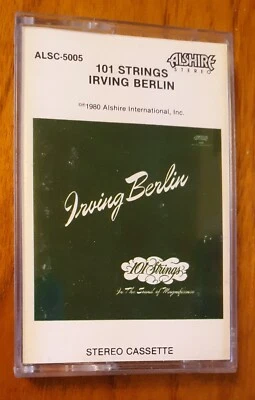 ALSC-5005
ALSHIRE
STEREO
101 STRINGS
IRVING BERLIN
©℗1980 Alshire International, Inc.
Irving Berlin
101 Strings
In The Sound of Magnificence
STEREO CASSETTE